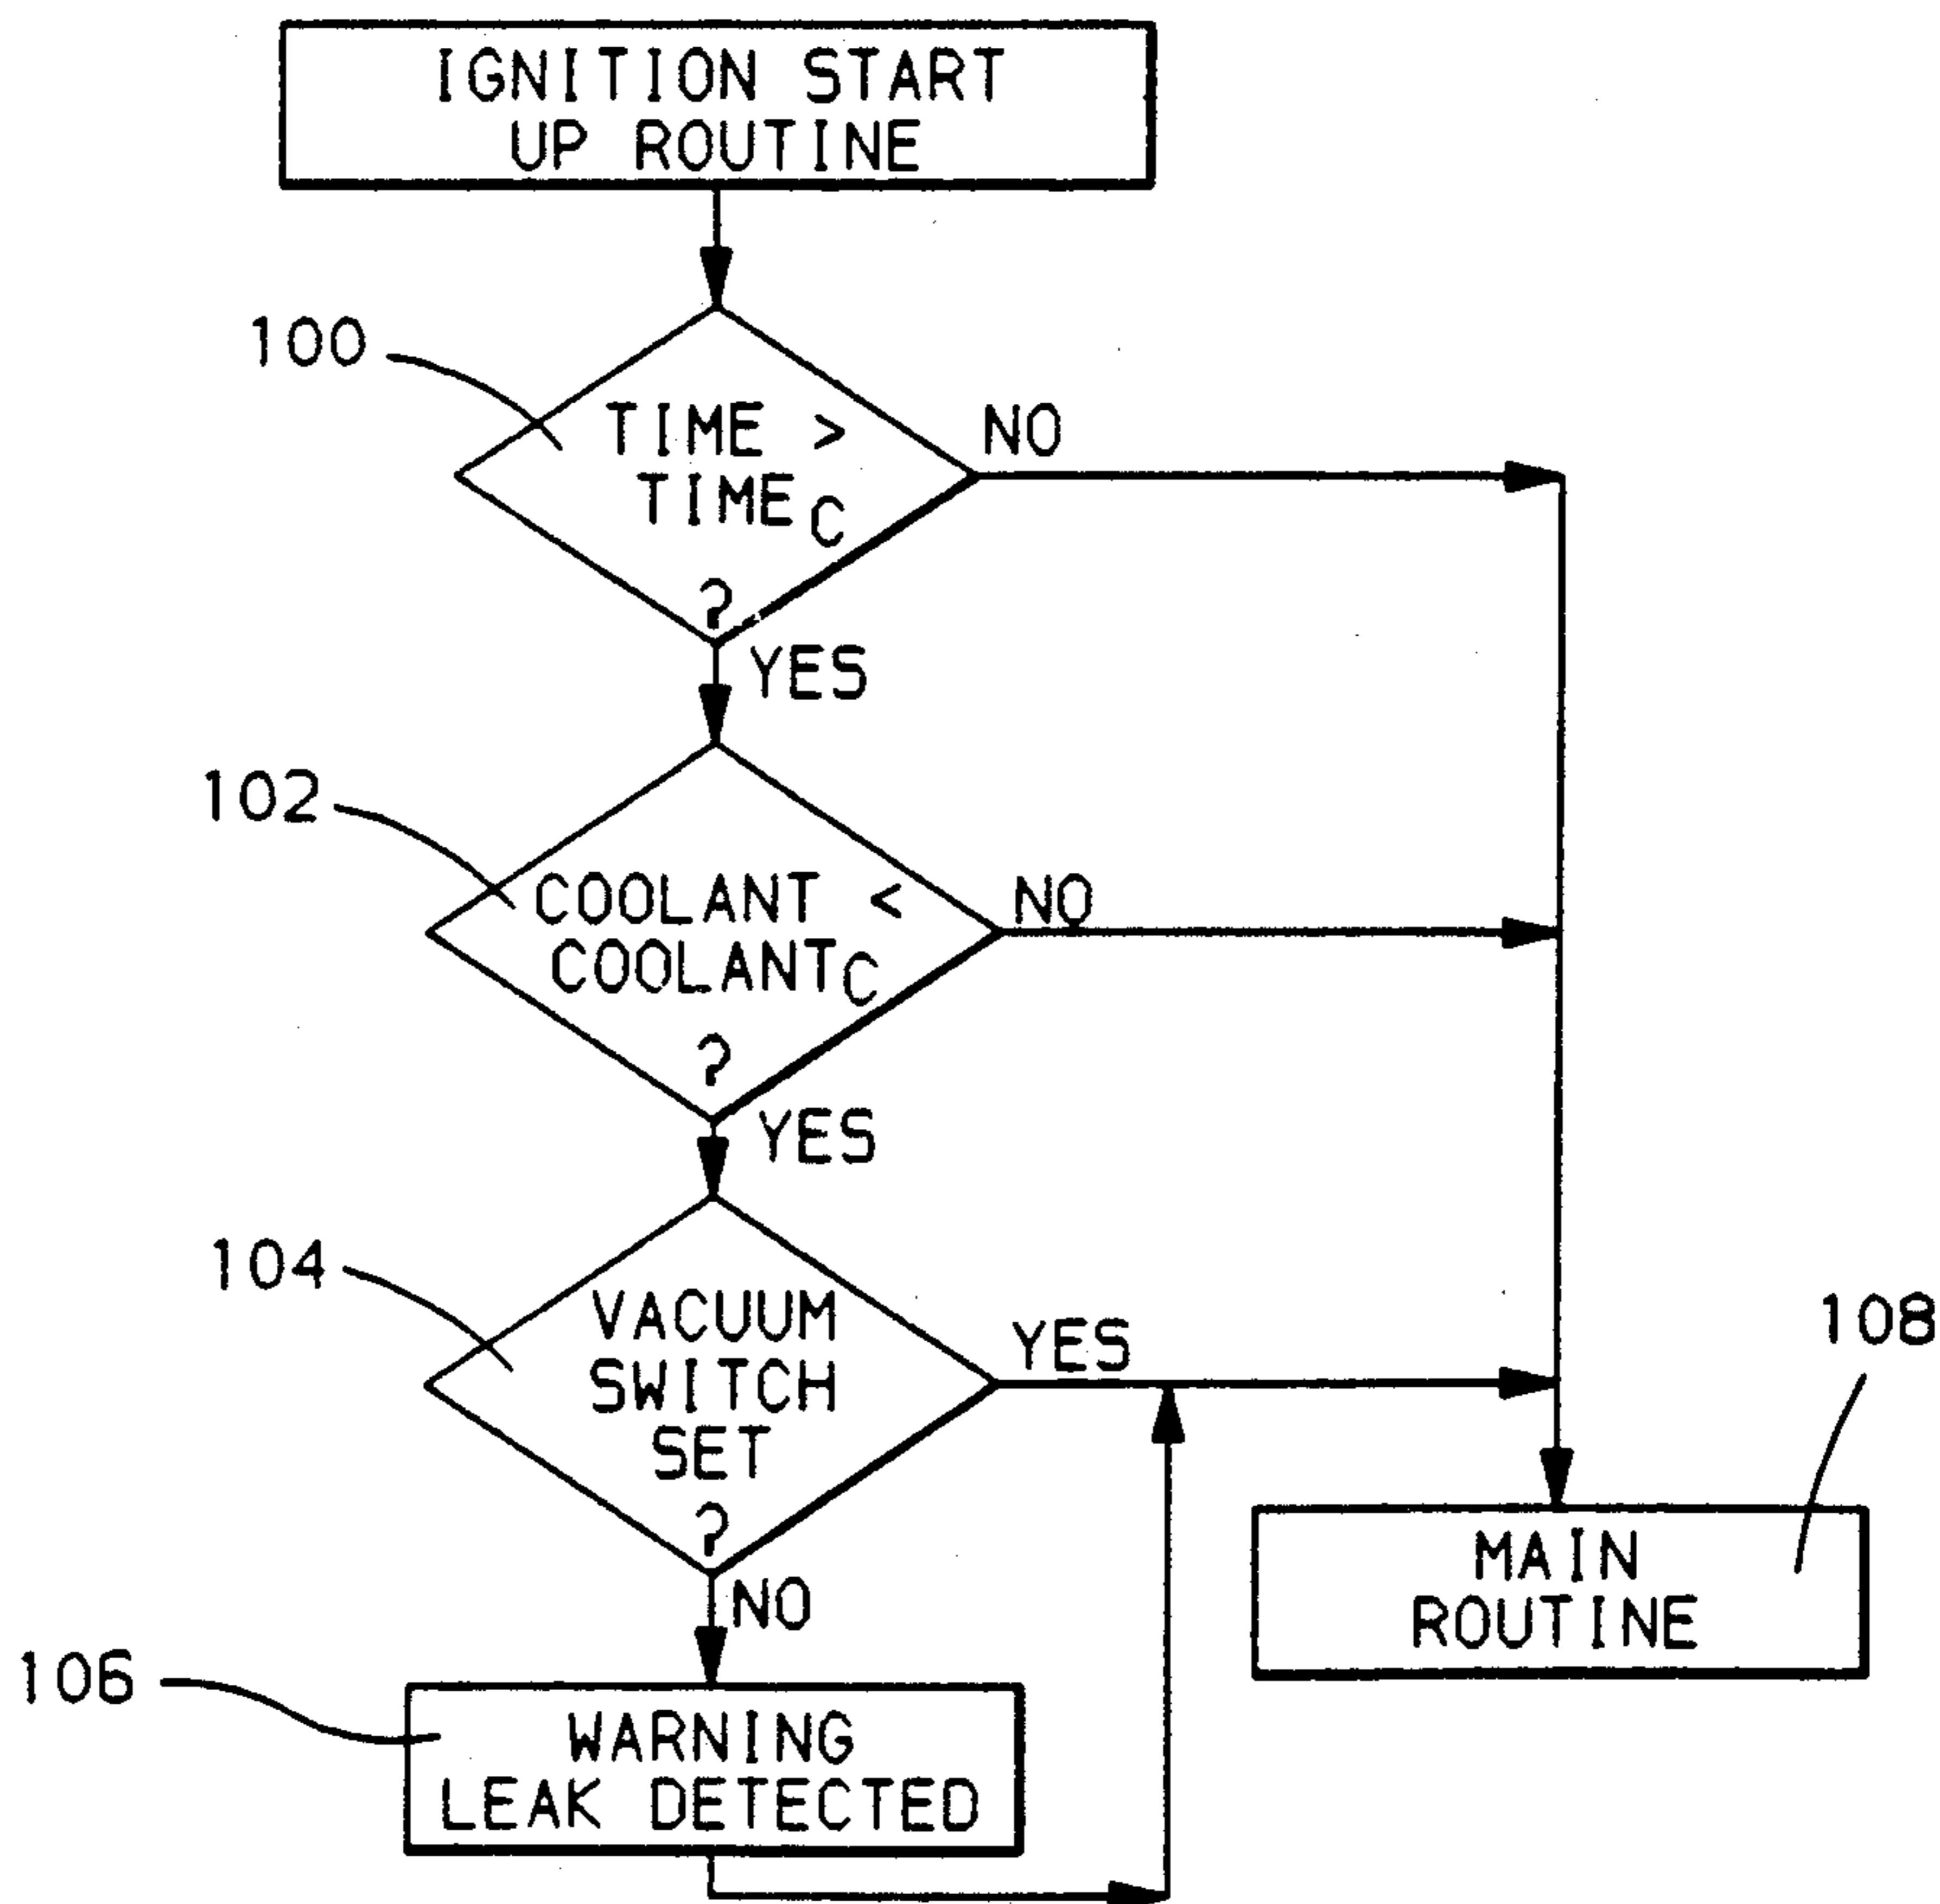 IGNITION START
UP ROUTINE
100
TIME >
TIMEC
?
NO
YES
102
COOLANT <
COOLANTC
?
NO
YES
104
VACUUM
SWITCH
SET
?
YES
NO
108
MAIN
ROUTINE
106
WARNING
LEAK DETECTED